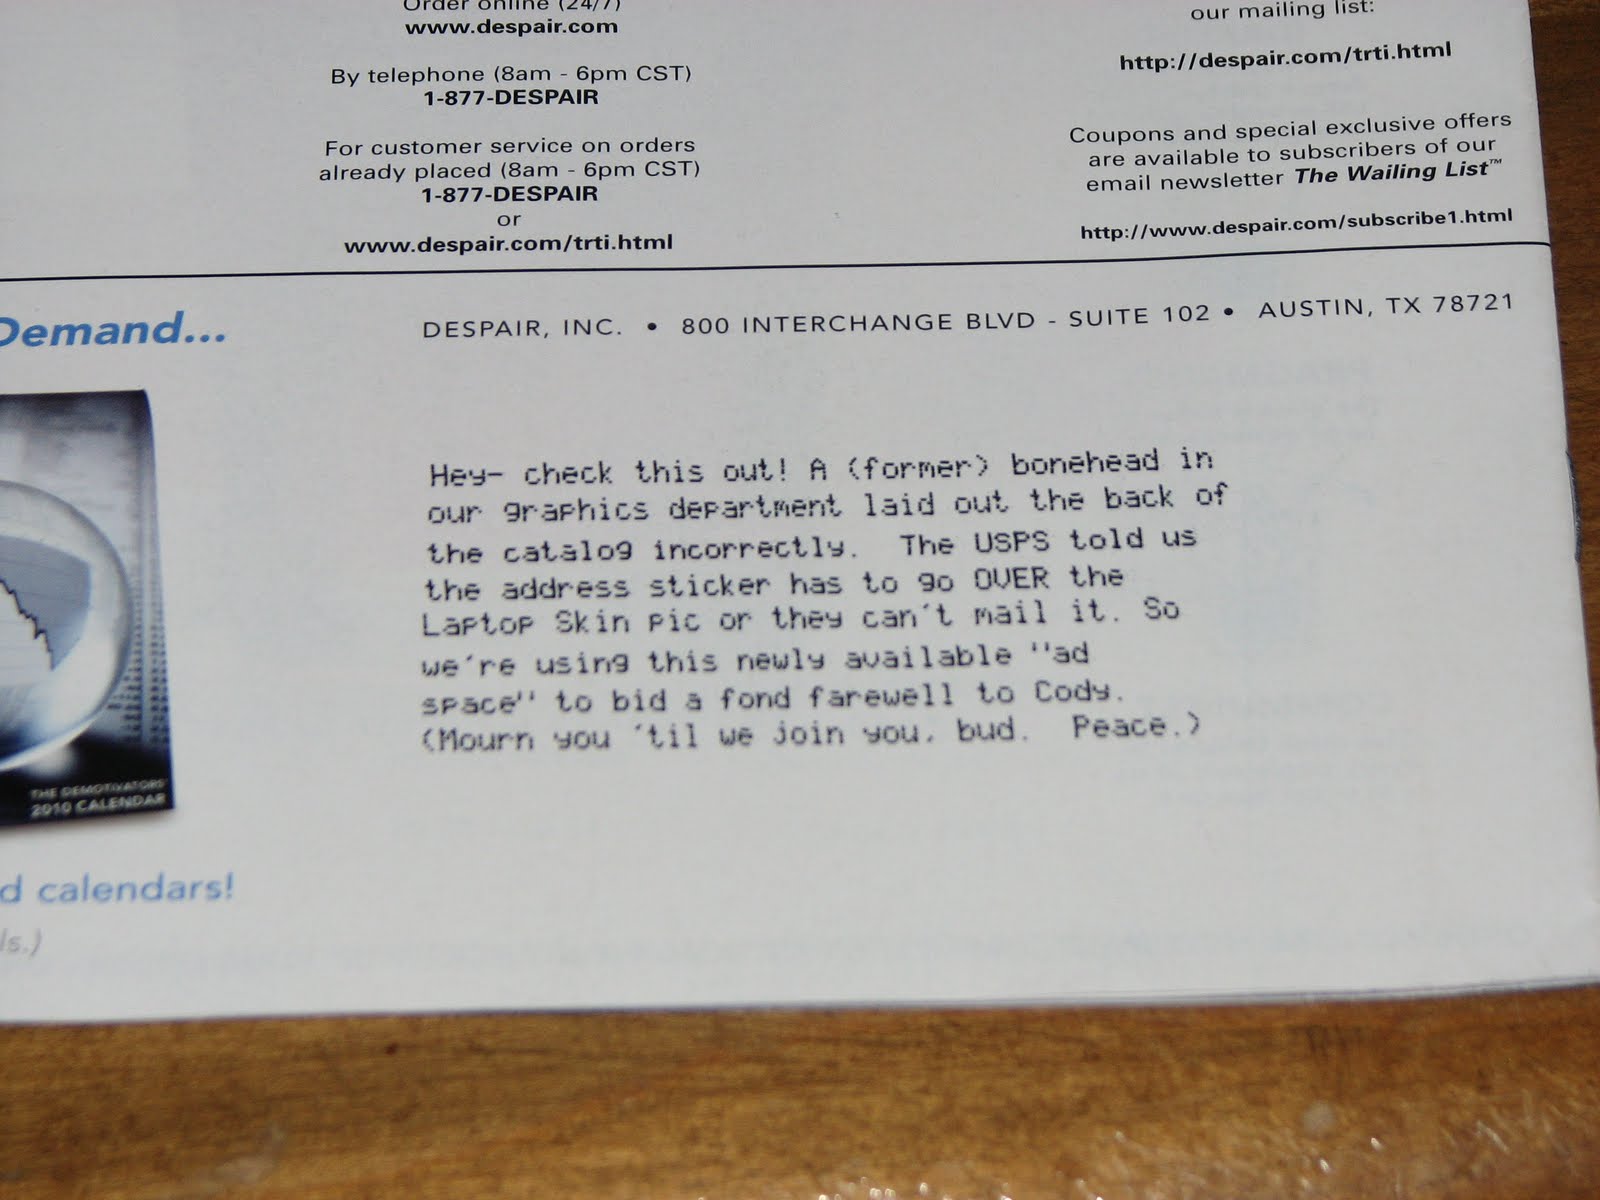 Order online (24/7)
www.despair.com
By telephone (8am - 6pm CST)
1-877-DESPAIR
For customer service on orders
already placed (8am - 6pm CST)
1-877-DESPAIR
or
www.despair.com/trti.html
our mailing list:
http://despair.com/trti.html
Coupons and special exclusive offers
are available to subscribers of our
email newsletter The Wailing List™
http://www.despair.com/subscribe1.html
Demand...
THE DEMOTIVATORS'
2010 CALENDAR
d calendars!
ls.)
DESPAIR, INC. • 800 INTERCHANGE BLVD - SUITE 102 • AUSTIN, TX 78721
Hey- check this out! A (former) bonehead in
our graphics department laid out the back of
the catalog incorrectly. The USPS told us
the address sticker has to go OVER the
Laptop Skin pic or they can't mail it. So
we're using this newly available "ad
space" to bid a fond farewell to Cody.
(Mourn you 'til we join you, bud. Peace.)